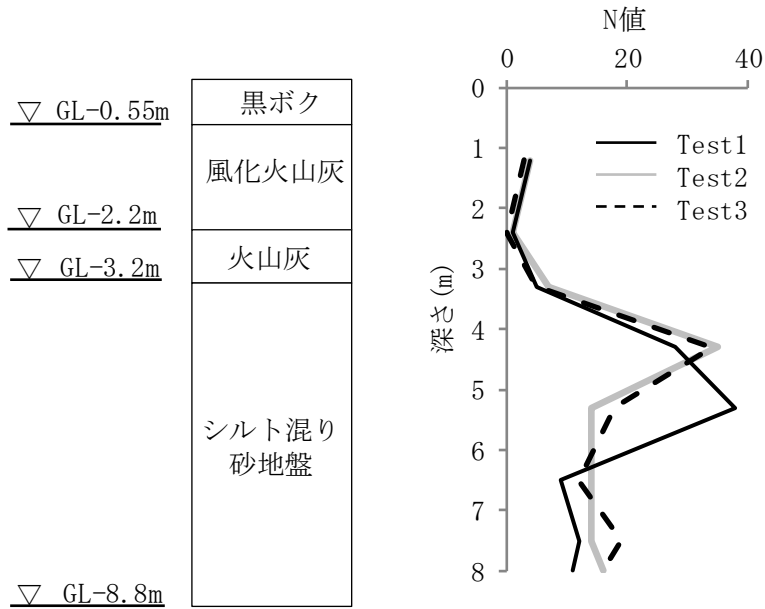 ▽ GL-0.55m
▽ GL-2.2m
▽ GL-3.2m
▽ GL-8.8m
黒ボク
風化火山灰
火山灰
シルト混り
砂地盤
N値
0 20 40
深さ(m)
0
1
2
3
4
5
6
7
8
Test1
Test2
Test3